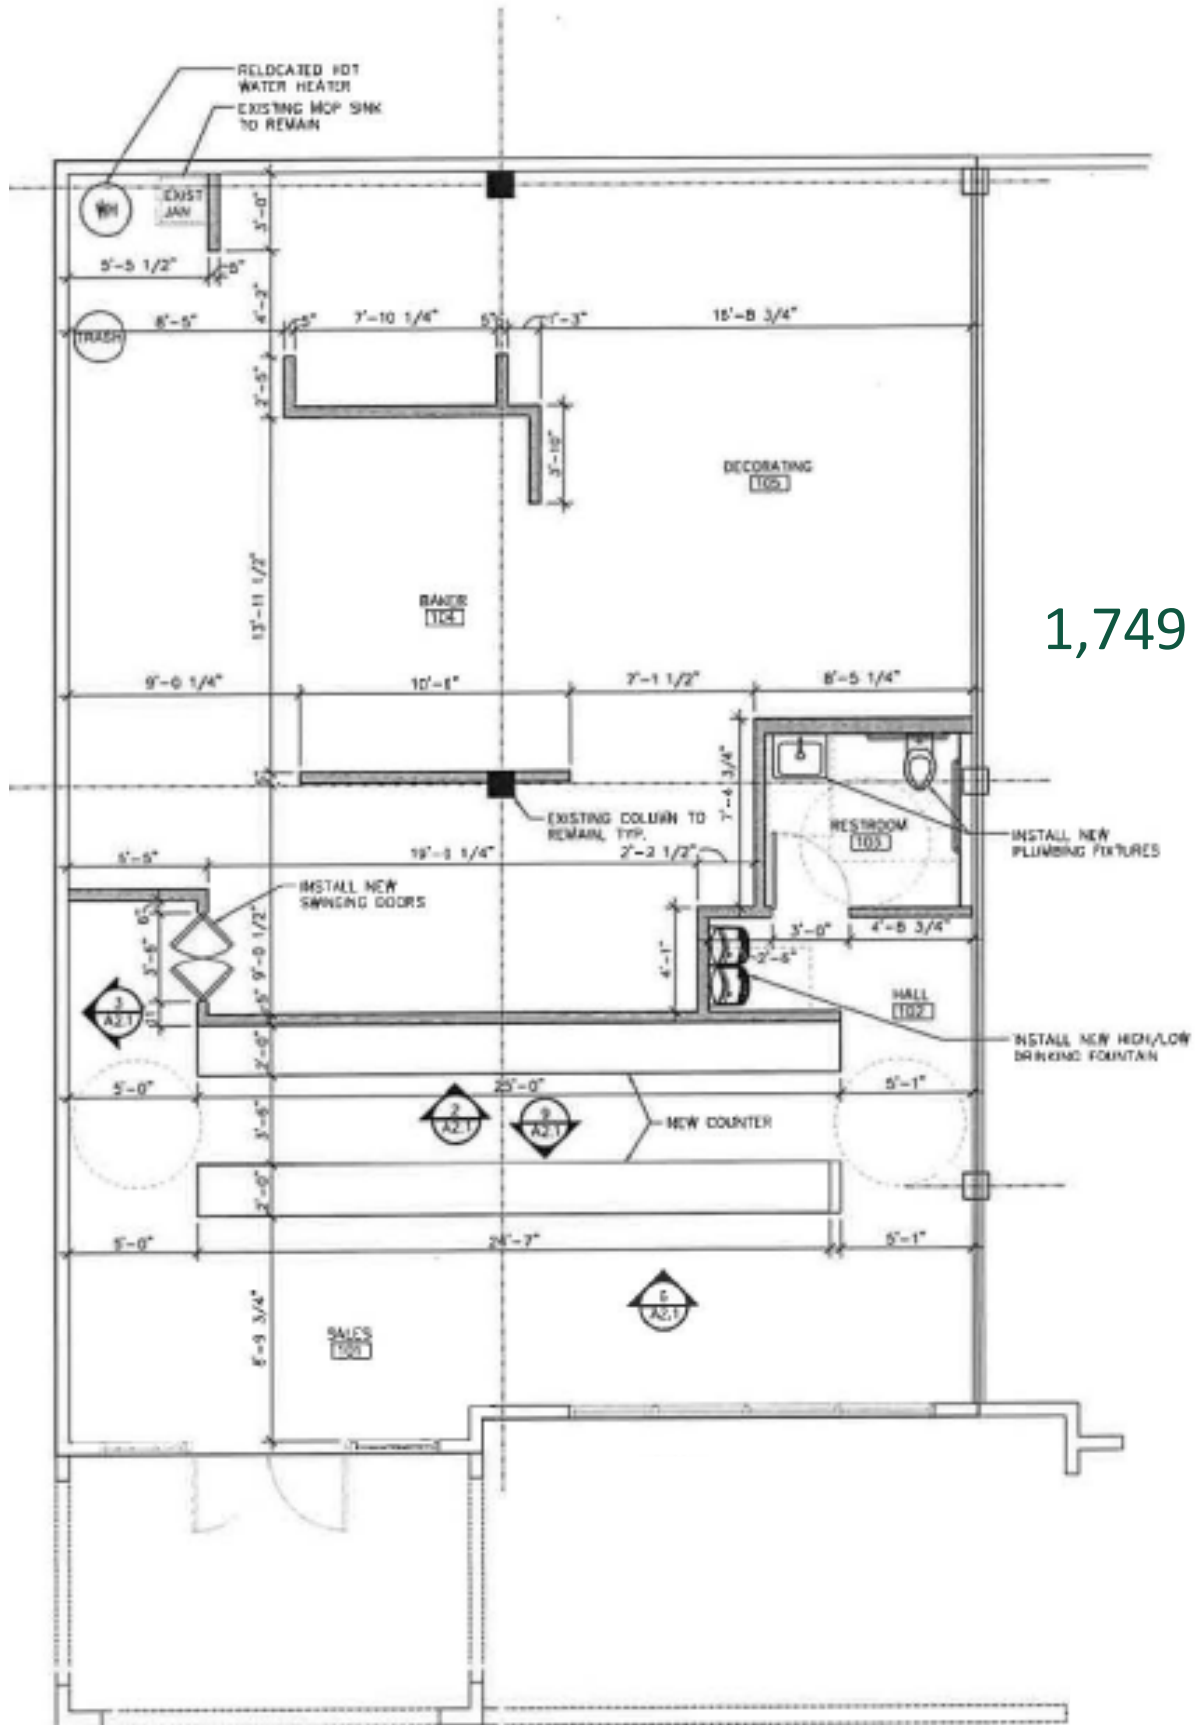 RELOCATED HOT
WATER HEATER
EXISTING MOP SINK
TO REMAIN
WH
EXIST
JAN
3'-0"
5'-5 1/2"
5"
4'-2"
TRASH
8'-5"
5"
7'-10 1/4"
5"
1'-3"
15'-8 3/4"
2'-5"
3'-10"
DECORATING
105
13'-11 1/2"
BAKER
104
1,749
9'-0 1/4"
10'-6"
7'-1 1/2"
8'-5 1/4"
7'-6 3/4"
EXISTING COLUMN TO
REMAIN, TYP.
RESTROOM
103
INSTALL NEW
PLUMBING FIXTURES
5'-5"
19'-0 1/4"
2'-2 1/2"
INSTALL NEW
SWINGING DOORS
6"
3'-6"
9'-0 1/2"
4'-1"
3'-0"
4'-8 3/4"
2'-6"
HALL
102
3
A2.1
5"
11"
INSTALL NEW HIGH/LOW
DRINKING FOUNTAIN
2'-0"
5'-0"
25'-0"
5'-1"
2
A2.1
9
A2.1
NEW COUNTER
3'-6"
2'-0"
5'-0"
24'-7"
5'-1"
A2.1
SALES
101